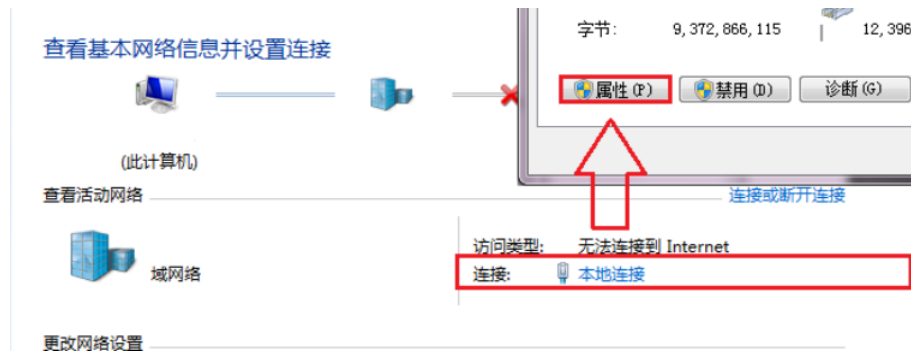 字节: 9,372,866,115 12,396
查看基本网络信息并设置连接
属性(P) 禁用(D) 诊断(G)
(此计算机)
查看活动网络 连接或断开连接
访问类型: 无法连接到 Internet
域网络 连接: 本地连接
更改网络设置